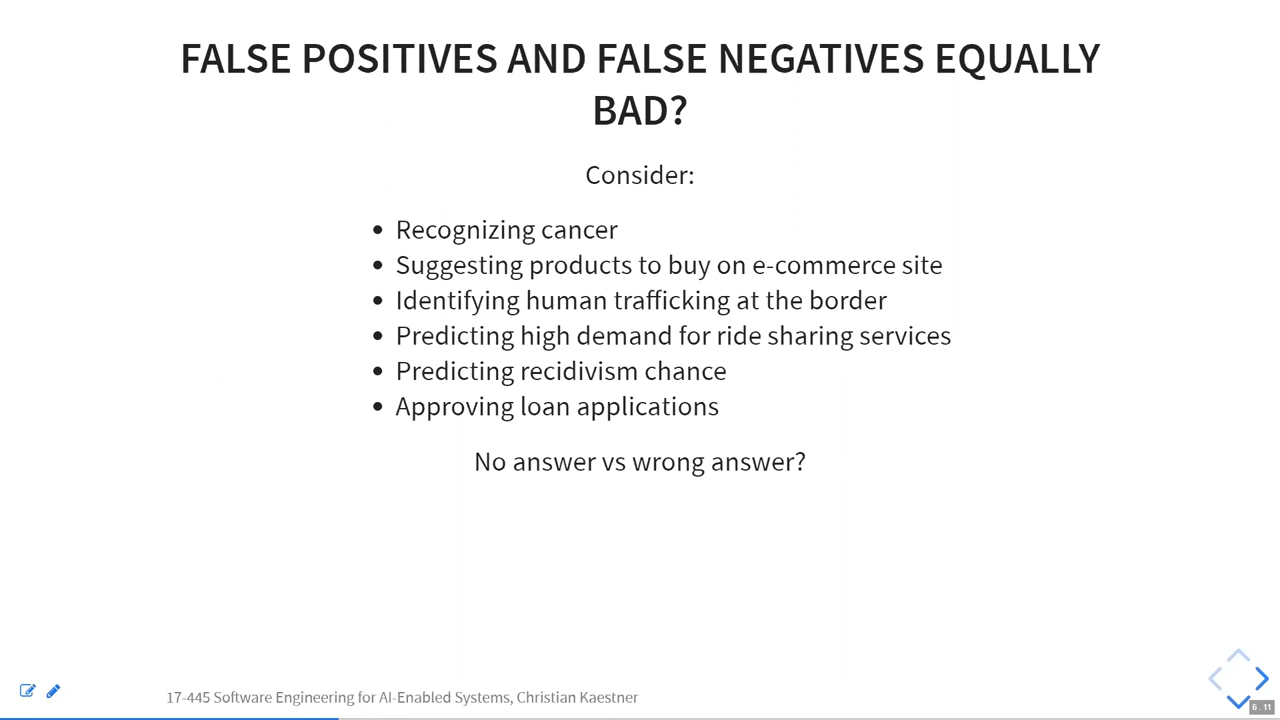 FALSE POSITIVES AND FALSE NEGATIVES EQUALLY
BAD?
Consider:
• Recognizing cancer
• Suggesting products to buy on e-commerce site
• Identifying human trafficking at the border
• Predicting high demand for ride sharing services
• Predicting recidivism chance
• Approving loan applications
No answer vs wrong answer?
17-445 Software Engineering for AI-Enabled Systems, Christian Kaestner
6.11